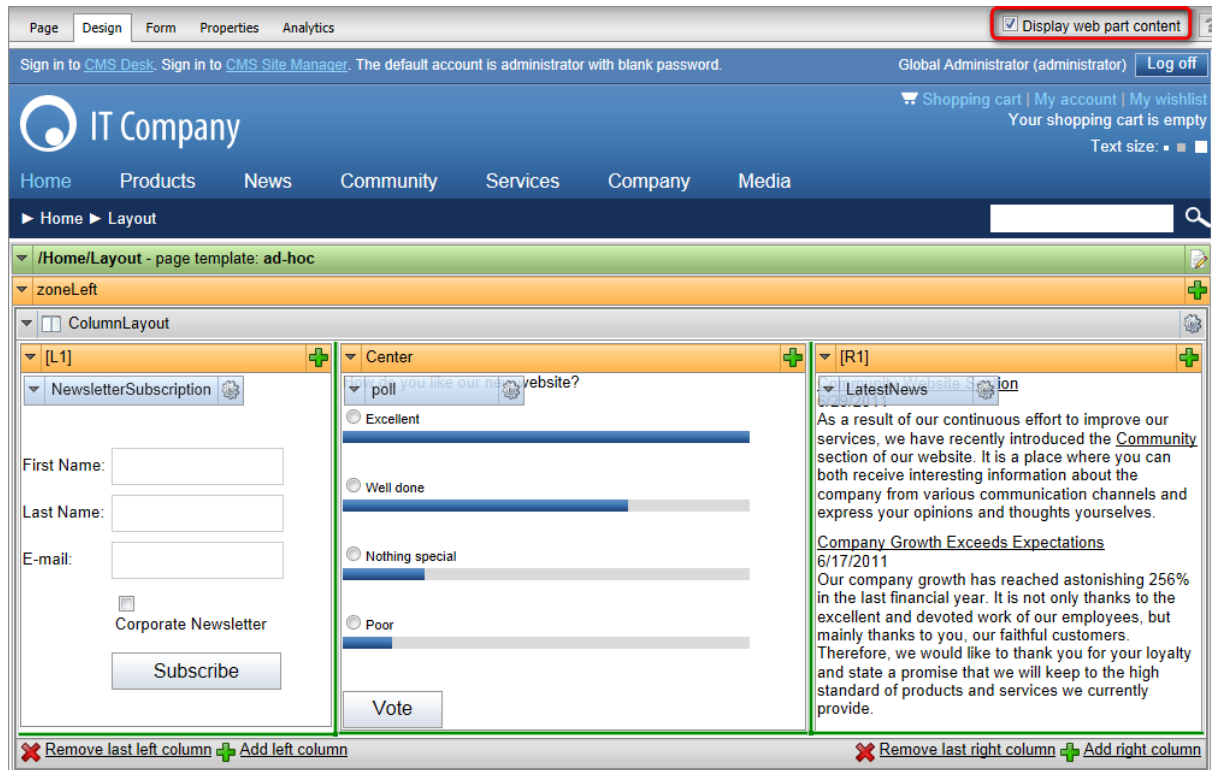 Page Design Form Properties Analytics Display web part content ?
Sign in to CMS Desk. Sign in to CMS Site Manager. The default account is administrator with blank password. Global Administrator (administrator) Log off
Shopping cart | My account | My wishlist
IT Company
Your shopping cart is empty
Text size:
Home Products News Community Services Company Media
► Home ► Layout
/Home/Layout - page template: ad-hoc
zoneLeft
ColumnLayout
[L1]
NewsletterSubscription
First Name:
Last Name:
E-mail:
Corporate Newsletter
Subscribe
Center
How do you like our new website?
poll
Excellent
Well done
Nothing special
Poor
Vote
[R1]
Community Website Section
LatestNews
6/29/2011
As a result of our continuous effort to improve our
services, we have recently introduced the Community
section of our website. It is a place where you can
both receive interesting information about the
company from various communication channels and
express your opinions and thoughts yourselves.
Company Growth Exceeds Expectations
6/17/2011
Our company growth has reached astonishing 256%
in the last financial year. It is not only thanks to the
excellent and devoted work of our employees, but
mainly thanks to you, our faithful customers.
Therefore, we would like to thank you for your loyalty
and state a promise that we will keep to the high
standard of products and services we currently
provide.
Remove last left column Add left column Remove last right column Add right column